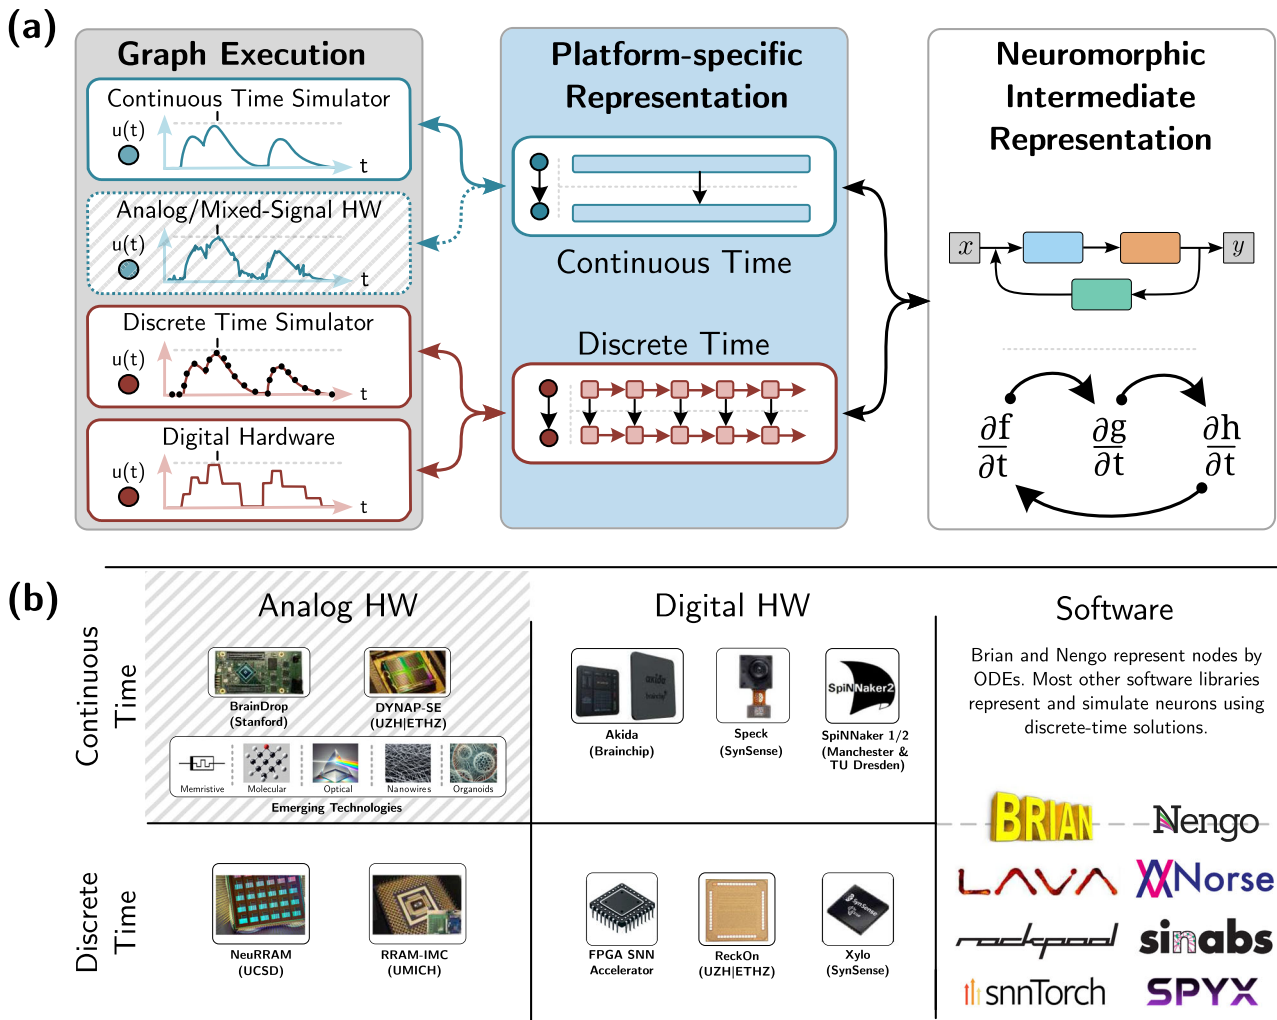 (a)
Graph Execution
Continuous Time Simulator
u(t)
t
Analog/Mixed-Signal HW
u(t)
t
Discrete Time Simulator
u(t)
t
Digital Hardware
u(t)
t
Platform-specific
Representation
Continuous Time
Discrete Time
Neuromorphic
Intermediate
Representation
x
y
∂f
∂t
∂g
∂t
∂h
∂t
(b)
Continuous
Time
Discrete
Time
Analog HW
BrainDrop
(Stanford)
DYNAP-SE
(UZH|ETHZ)
Memristive
Molecular
Optical
Nanowires
Organoids
Emerging Technologies
NeuRRAM
(UCSD)
RRAM-IMC
(UMICH)
Digital HW
akida
brainchip
Akida
(Brainchip)
Speck
(SynSense)
SpiNNaker2
SpiNNaker 1/2
(Manchester &
TU Dresden)
FPGA SNN
Accelerator
ReckOn
(UZH|ETHZ)
SynSense
Xylo
(SynSense)
Software
Brian and Nengo represent nodes by
ODEs. Most other software libraries
represent and simulate neurons using
discrete-time solutions.
BRIAN
Nengo
LAVA
Norse
rockpool
sinabs
snnTorch
SPYX